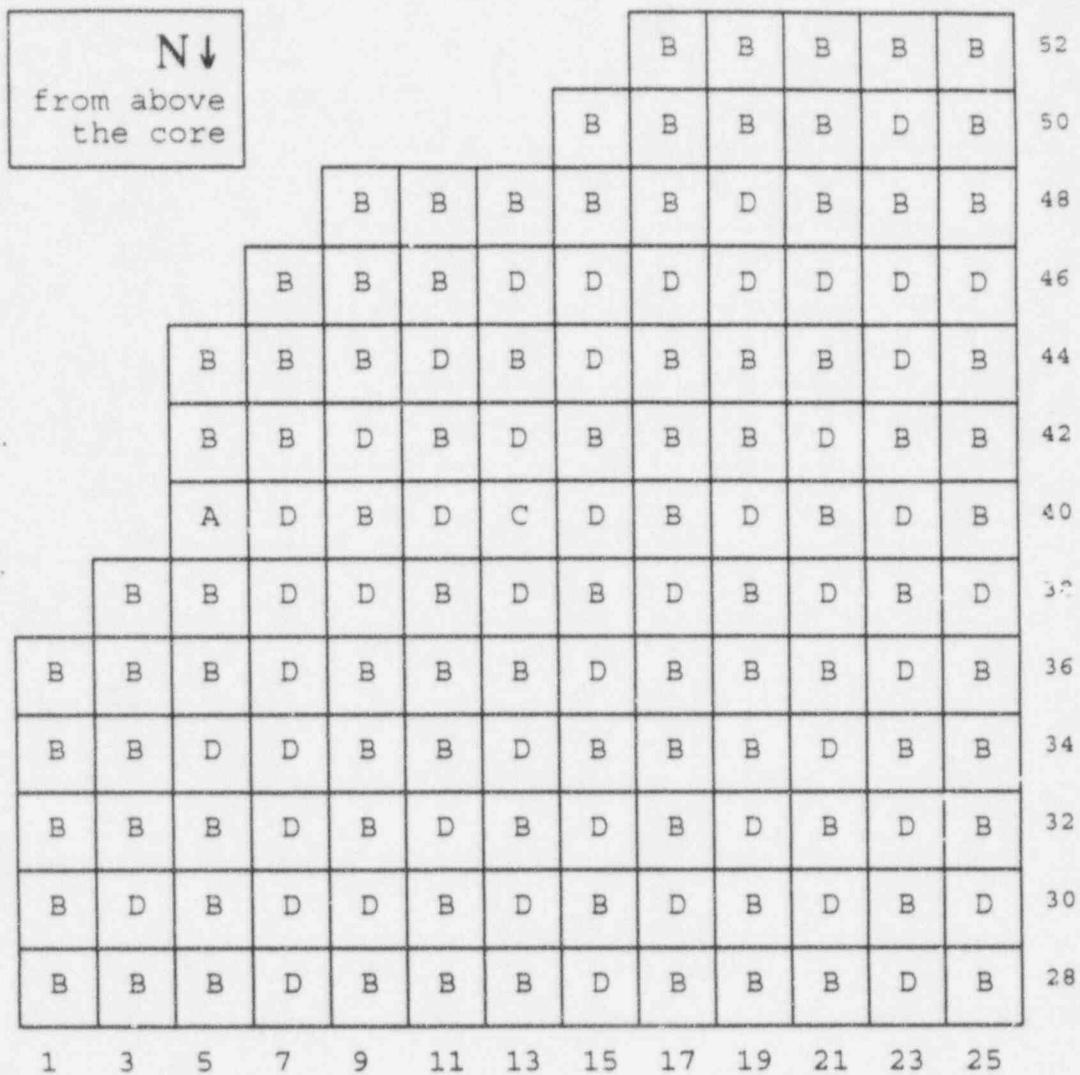 N↓
from above
the core
B B B B B 52
B B B B D B 50
B B B B B D B B B 48
B B B D D D D D D D 46
B B B D B D B B B D B 44
B B D B D B B B D B B 42
A D B D C D B D B D B 40
B B D D B D B D B D B D
B B B D B B B D B B B D B 36
B B D D B B D B B B D B B 34
B B B D B D B D B D B D B 32
B D B D D B D B D B D B D 30
B B B D B B B D B B B D B 28
1 3 5 7 9 11 13 15 17 19 21 23 25